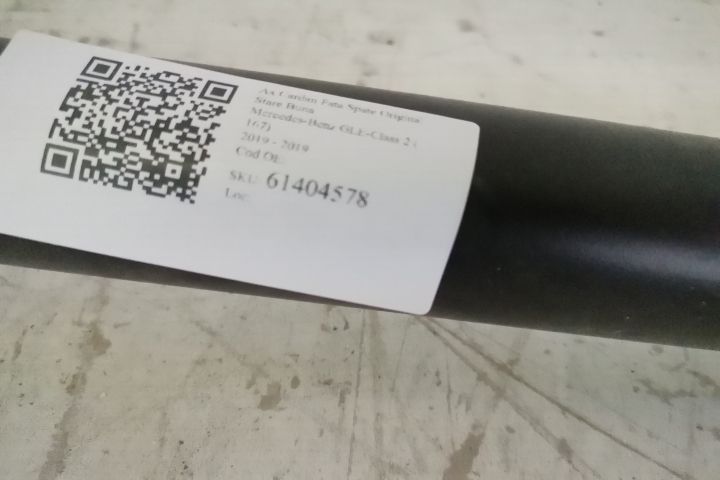 Ax Cardan Fata Spate Original
Stare Buna
Mercedes-Benz GLE-Class 2 (
167)
2019 - 2019
Cod OE:
SKU: 61404578
Loc: